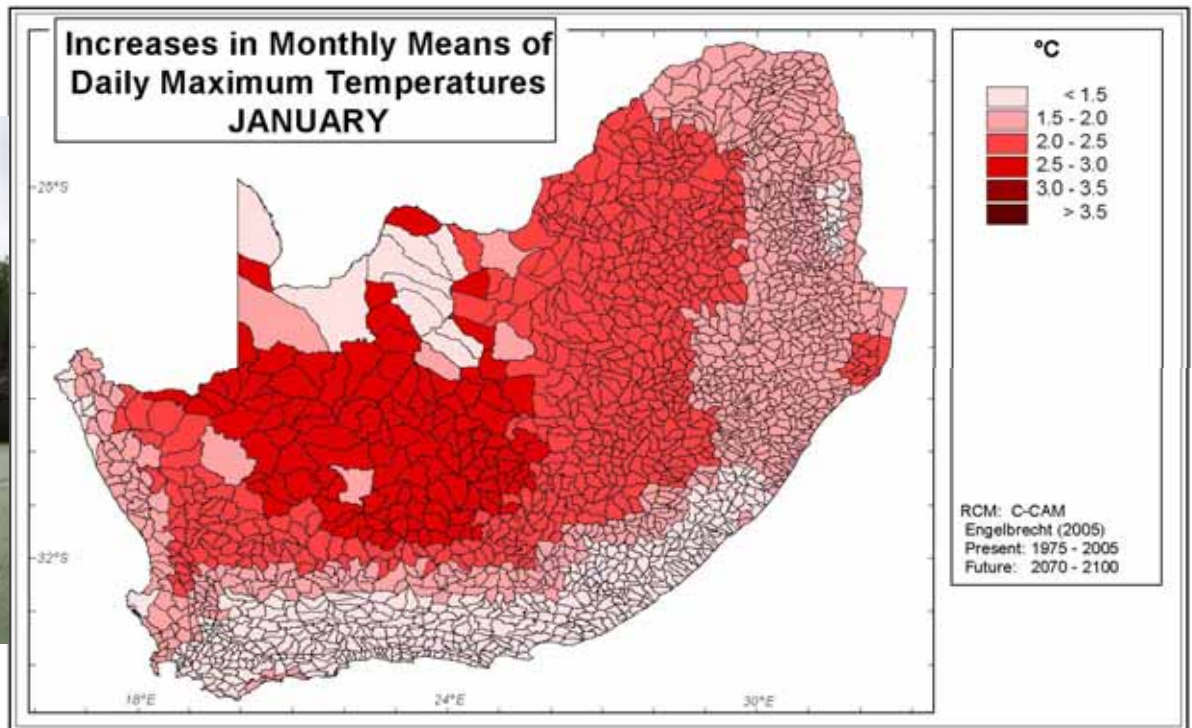 Increases in Monthly Means of
Daily Maximum Temperatures
JANUARY
°C
< 1.5
1.5 - 2.0
2.0 - 2.5
2.5 - 3.0
3.0 - 3.5
> 3.5
26°S
32°S
18°E
24°E
30°E
RCM: C-CAM
Engelbrecht (2005)
Present: 1975 - 2005
Future: 2070 - 2100